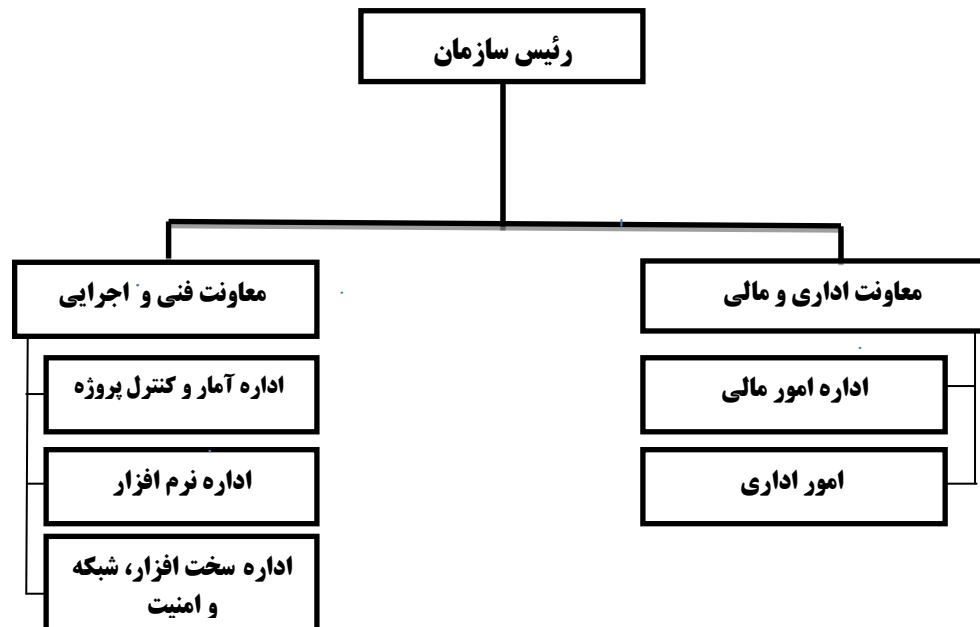 رئیس سازمان
معاونت اداری و مالی
اداره امور مالی
امور اداری
معاونت فنی و اجرایی
اداره آمار و کنترل پروژه
اداره نرم افزار
اداره سخت افزار، شبکه
و امنیت